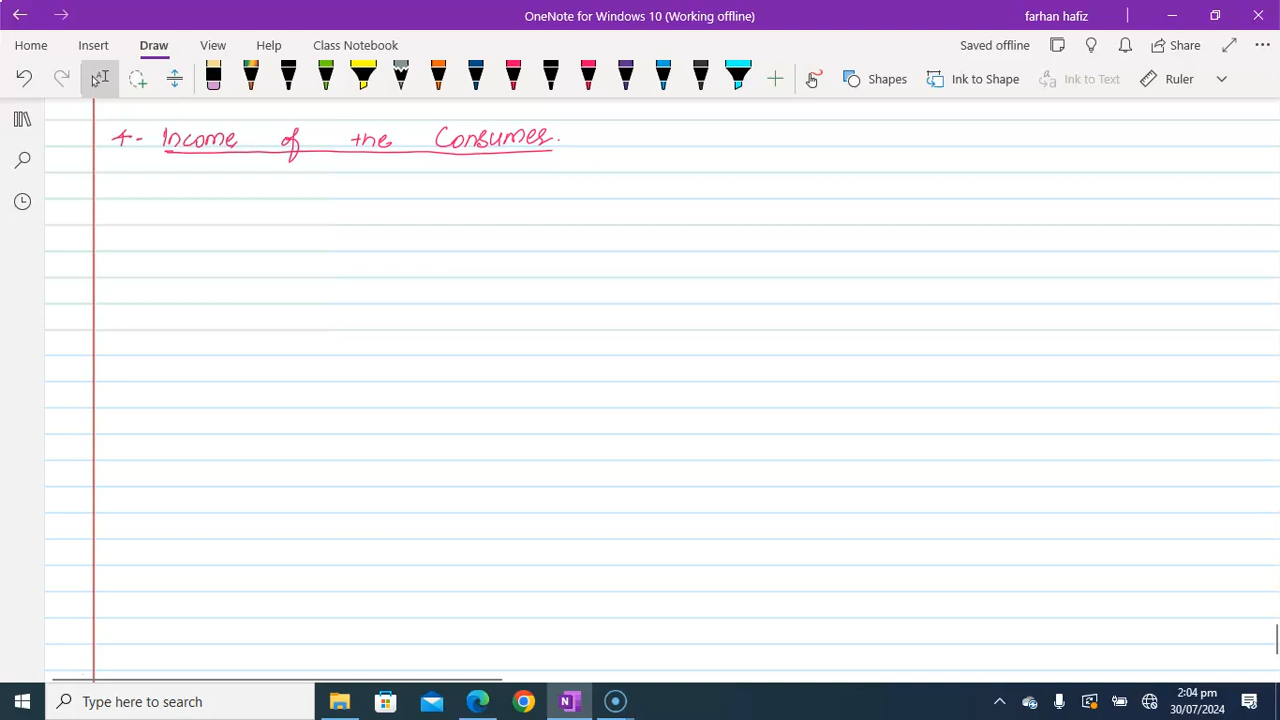 OneNote for Windows 10 (Working offline)
farhan hafiz
Home Insert Draw View Help Class Notebook
Saved offline
Share
Shapes
Ink to Shape
Ink to Text
Ruler
4- Income of the Consumer.
Type here to search
2:04 pm
30/07/2024